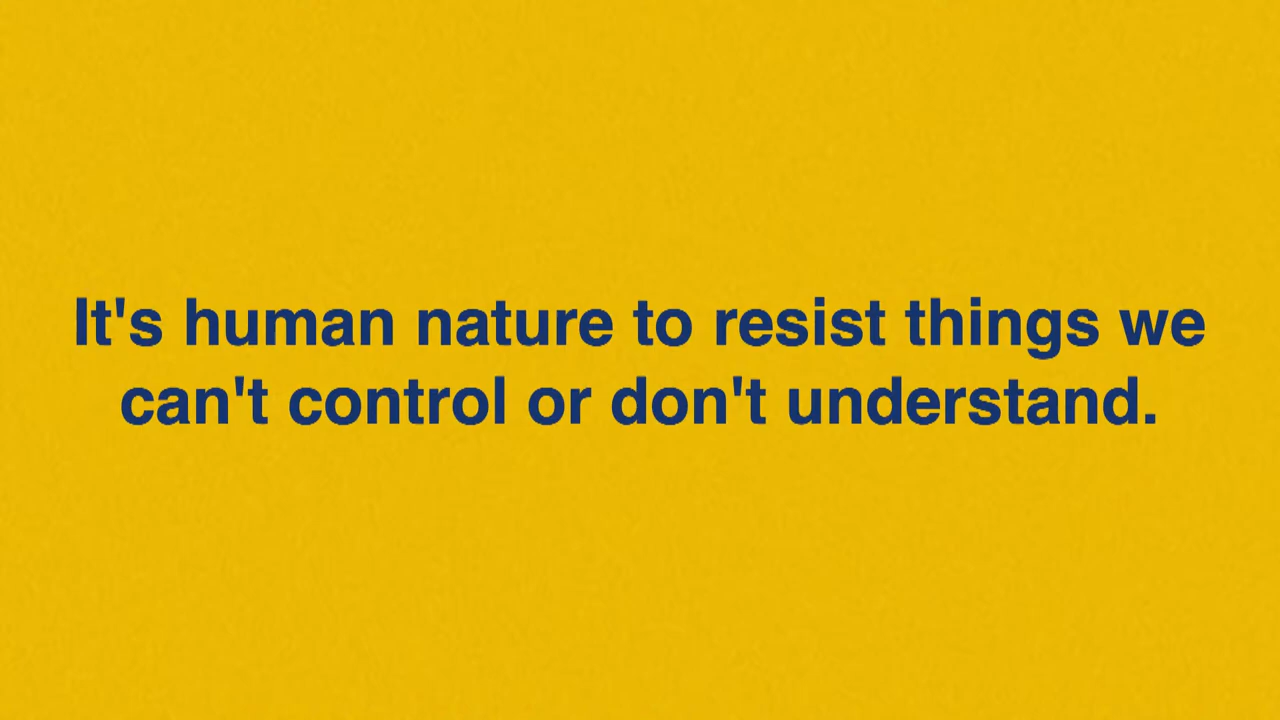 It's human nature to resist things we
can't control or don't understand.